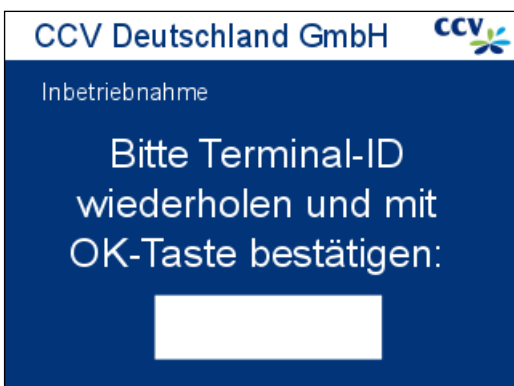 CCV Deutschland GmbH
CCV
Inbetriebnahme
Bitte Terminal-ID
wiederholen und mit
OK-Taste bestätigen: